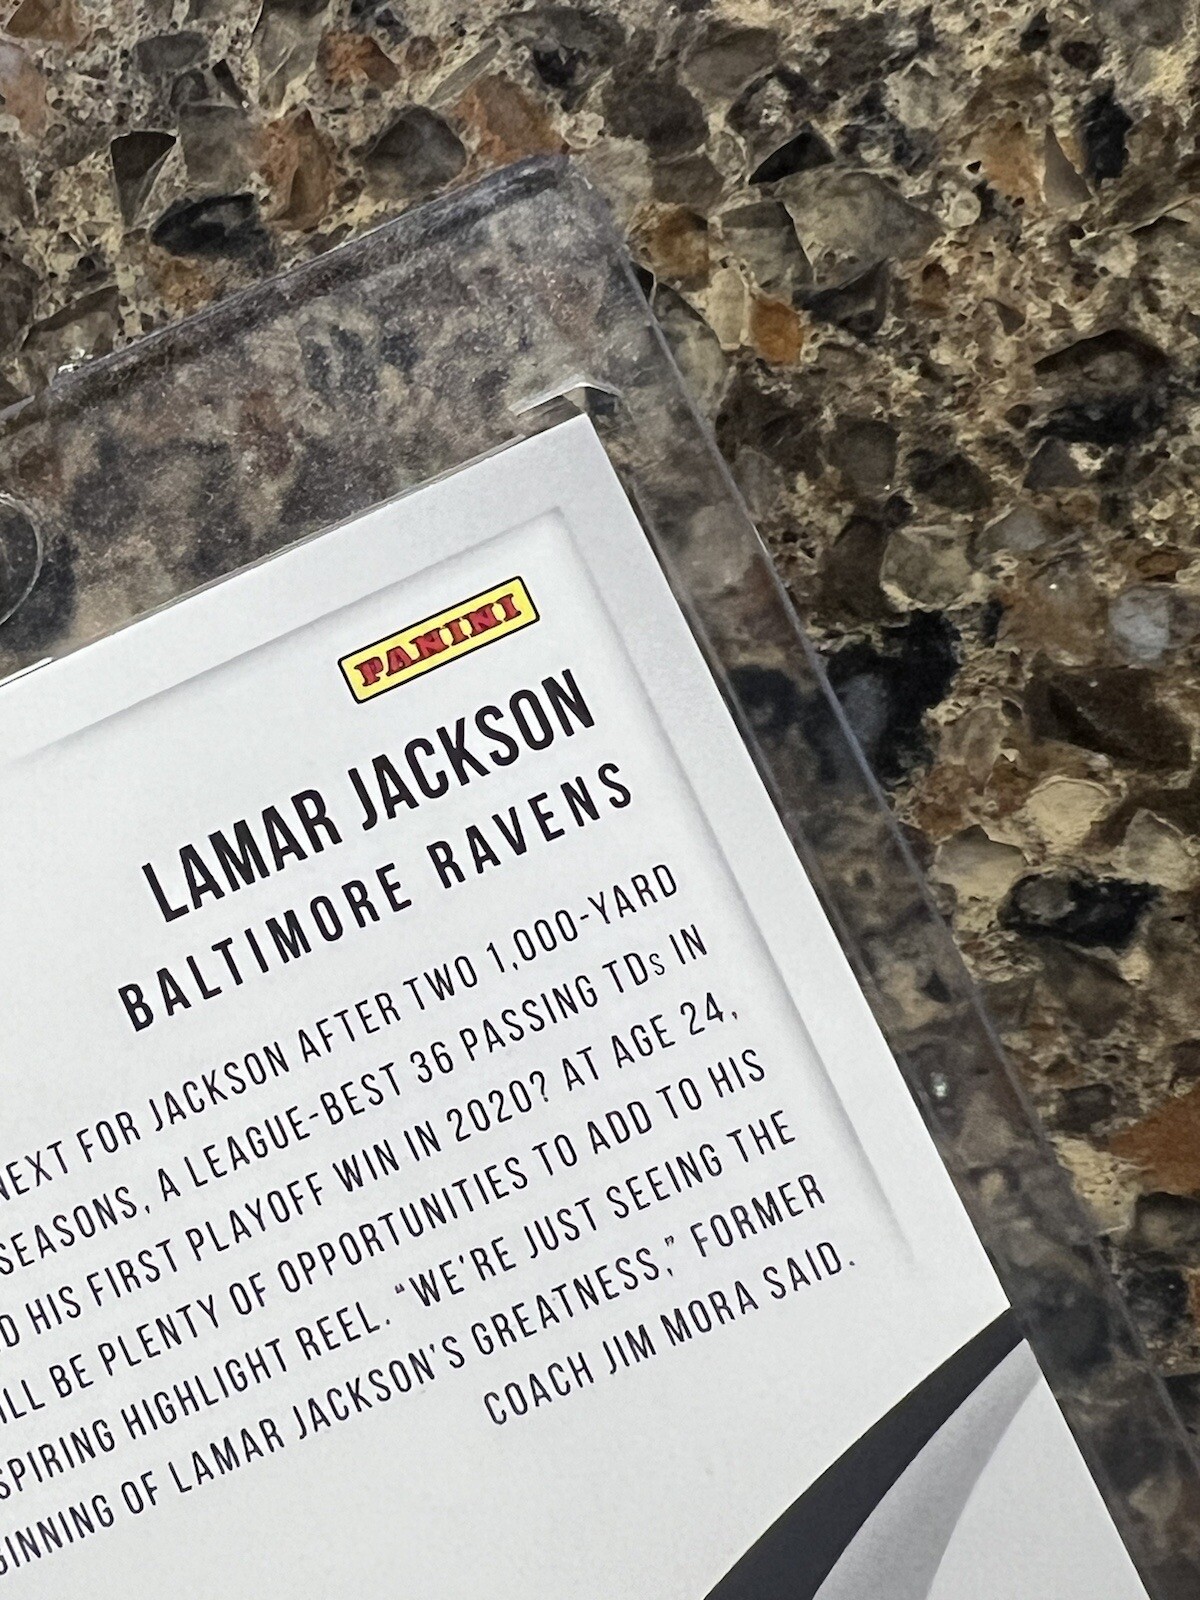 PANINI
LAMAR JACKSON
BALTIMORE RAVENS
NEXT FOR JACKSON AFTER TWO 1,000-YARD
SEASONS, A LEAGUE-BEST 36 PASSING TDs IN
HIS FIRST PLAYOFF WIN IN 2020? AT AGE 24,
BE PLENTY OF OPPORTUNITIES TO ADD TO HIS
HIGHLIGHT REEL. “WE’RE JUST SEEING THE
OF LAMAR JACKSON’S GREATNESS,” FORMER
COACH JIM MORA SAID.